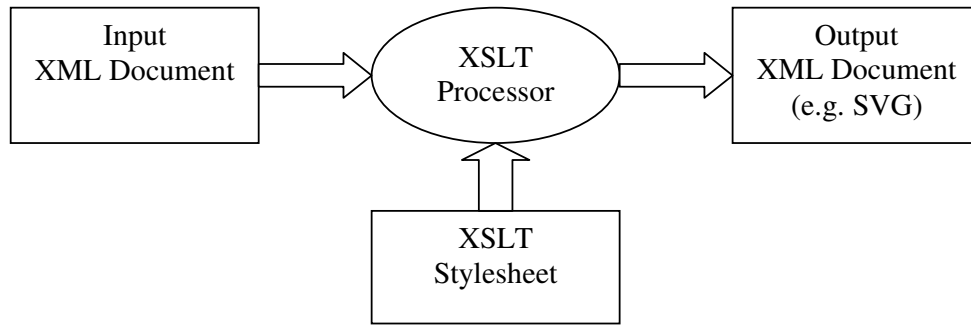 Input
XML Document
XSLT
Processor
Output
XML Document
(e.g. SVG)
XSLT
Stylesheet